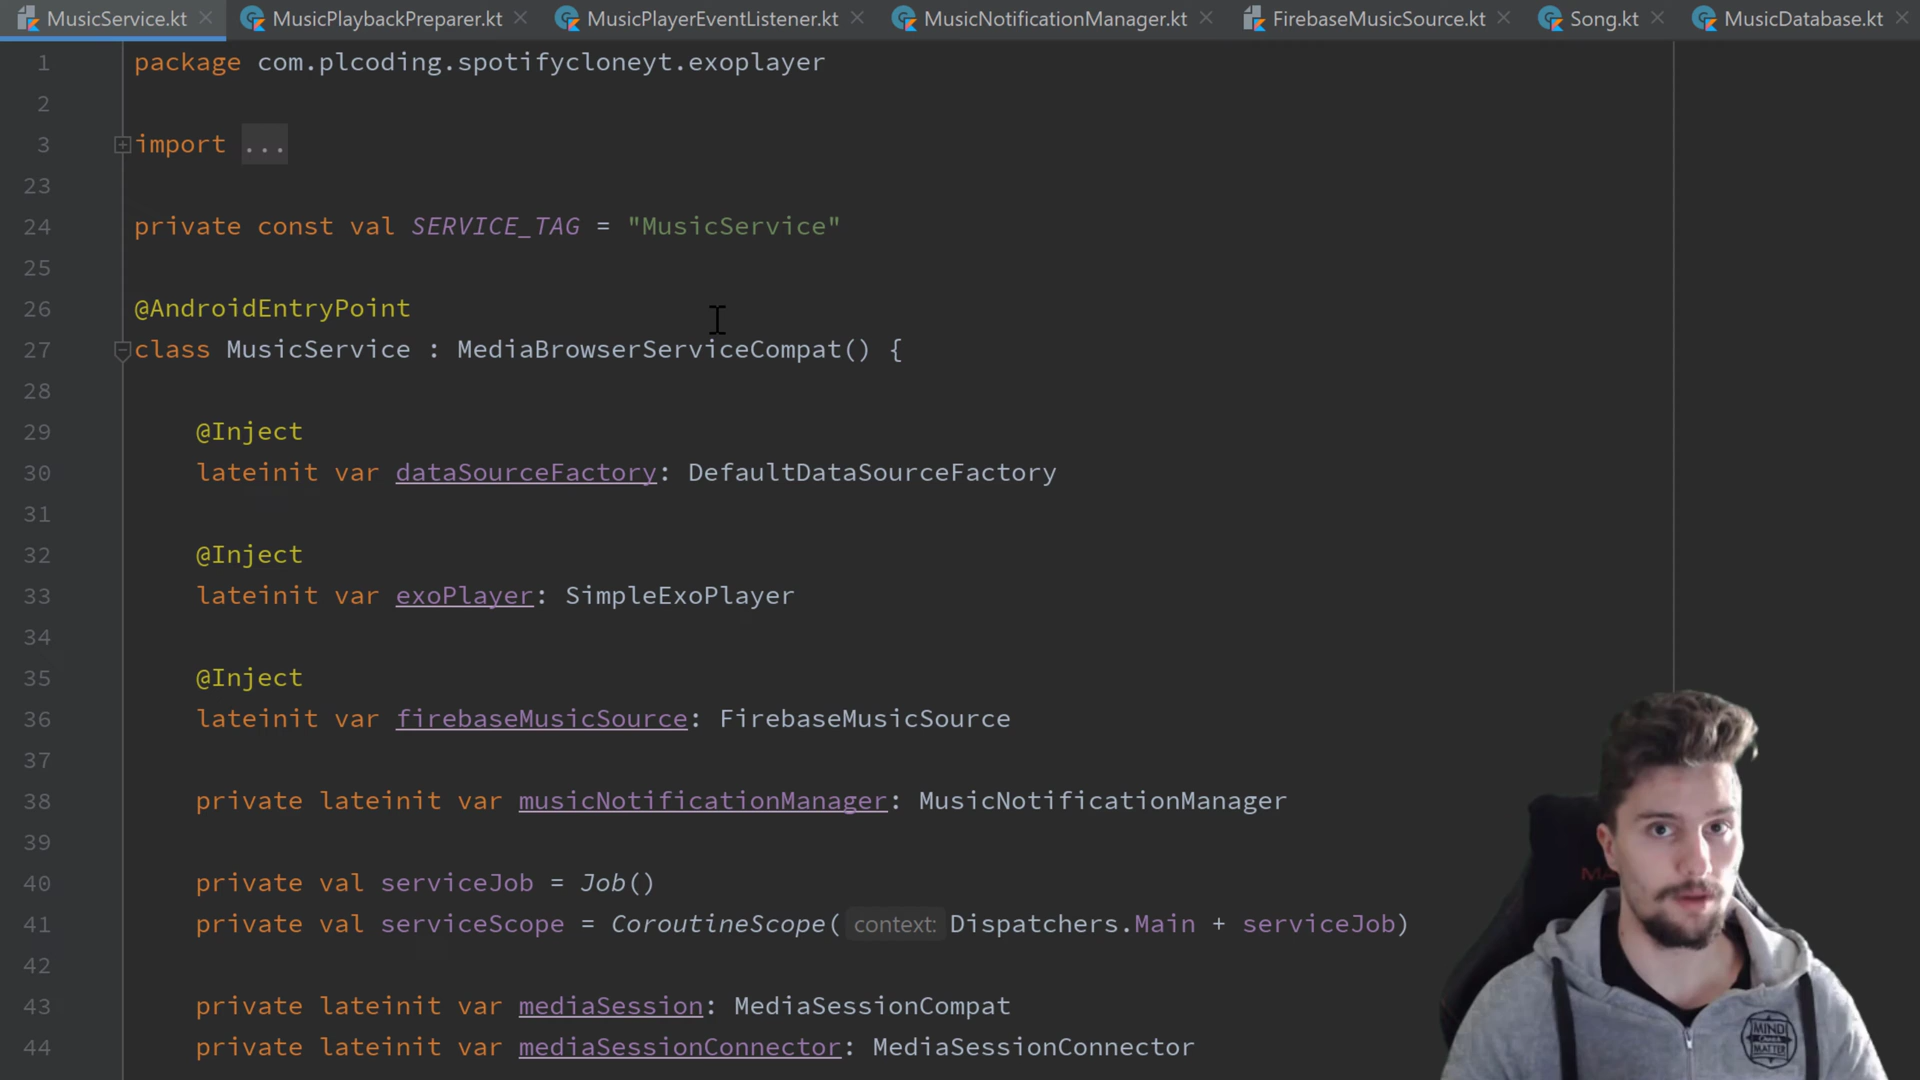 MusicService.kt MusicPlaybackPreparer.kt MusicPlayerEventListener.kt MusicNotificationManager.kt FirebaseMusicSource.kt Song.kt MusicDatabase.kt
1 package com.plcoding.spotifycloneyt.exoplayer
2
3 import ...
23
24 private const val SERVICE_TAG = "MusicService"
25
26 @AndroidEntryPoint
27 class MusicService : MediaBrowserServiceCompat() {
28
29 @Inject
30 lateinit var dataSourceFactory: DefaultDataSourceFactory
31
32 @Inject
33 lateinit var exoPlayer: SimpleExoPlayer
34
35 @Inject
36 lateinit var firebaseMusicSource: FirebaseMusicSource
37
38 private lateinit var musicNotificationManager: MusicNotificationManager
39
40 private val serviceJob = Job()
41 private val serviceScope = CoroutineScope( context: Dispatchers.Main + serviceJob)
42
43 private lateinit var mediaSession: MediaSessionCompat
44 private lateinit var mediaSessionConnector: MediaSessionConnector
MIND
MATTER